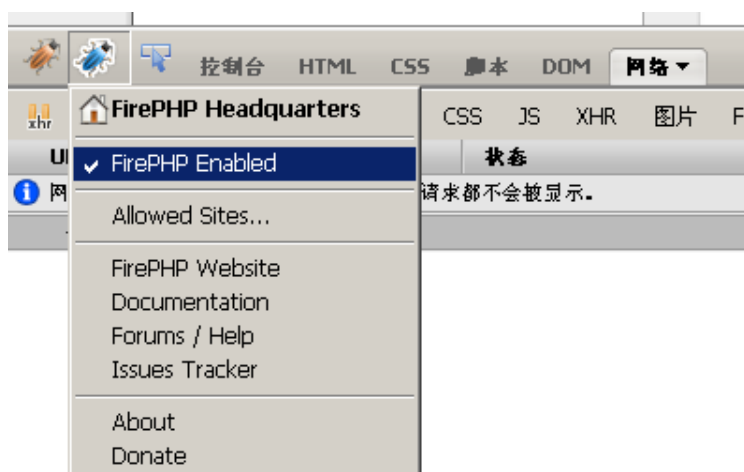 控制台 HTML CSS 脚本 DOM 网络
xhr FirePHP Headquarters CSS JS XHR 图片 F
状态
FirePHP Enabled
网 请求都不会被显示。
Allowed Sites...
FirePHP Website
Documentation
Forums / Help
Issues Tracker
About
Donate